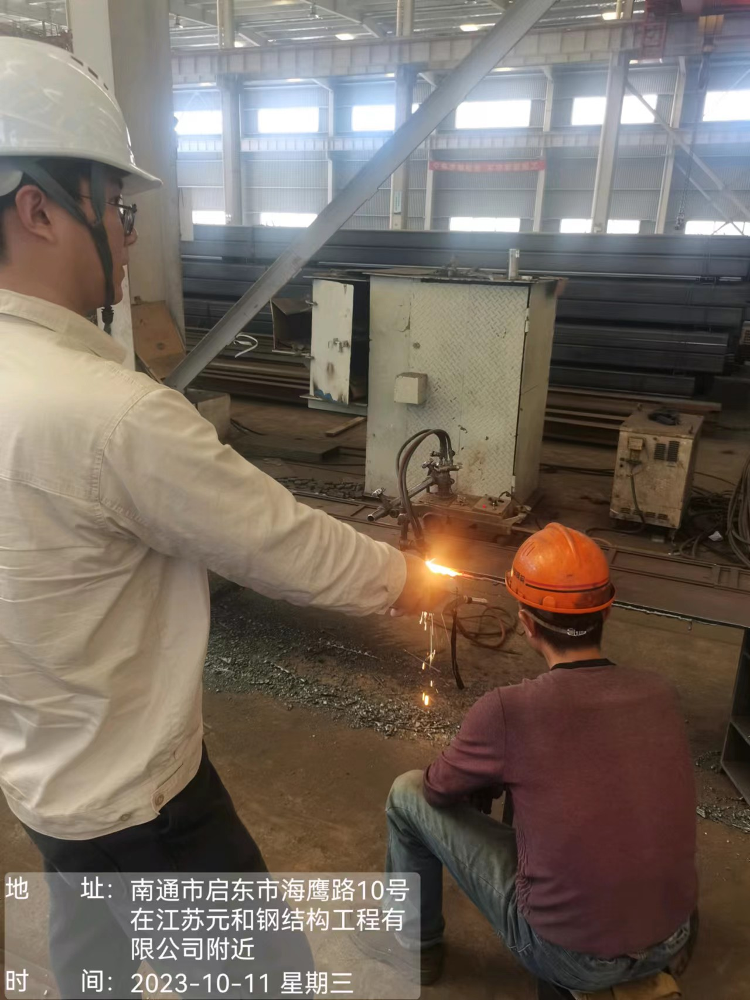 地 址: 南通市启东市海鹰路10号
在江苏元和钢结构工程有
限公司附近
时 间: 2023-10-11 星期三